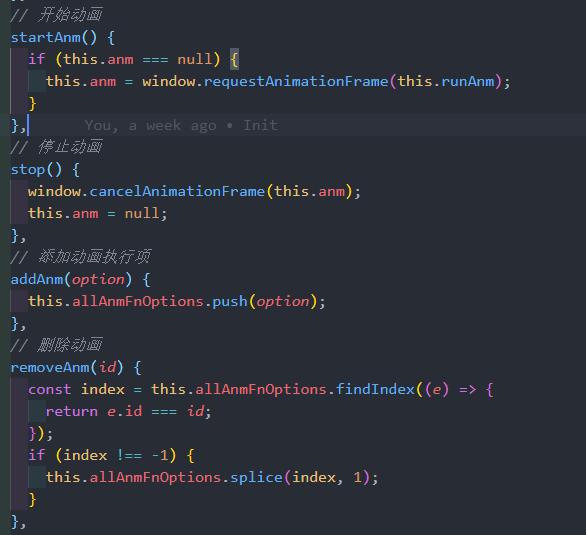 // 开始动画
startAnm() {
if (this.anm === null) {
this.anm = window.requestAnimationFrame(this.runAnm);
}
}, You, a week ago • Init
// 停止动画
stop() {
window.cancelAnimationFrame(this.anm);
this.anm = null;
},
// 添加动画执行项
addAnm(option) {
this.allAnmFnOptions.push(option);
},
// 删除动画
removeAnm(id) {
const index = this.allAnmFnOptions.findIndex((e) => {
return e.id === id;
});
if (index !== -1) {
this.allAnmFnOptions.splice(index, 1);
}
},